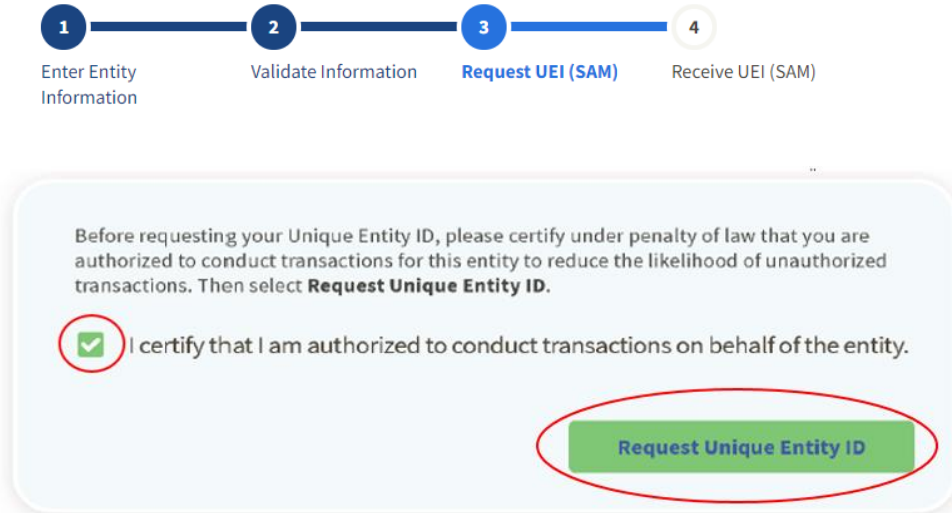 1 2 3 4
Enter Entity Validate Information Request UEI (SAM) Receive UEI (SAM)
Information
Before requesting your Unique Entity ID, please certify under penalty of law that you are
authorized to conduct transactions for this entity to reduce the likelihood of unauthorized
transactions. Then select Request Unique Entity ID.
I certify that I am authorized to conduct transactions on behalf of the entity.
Request Unique Entity ID